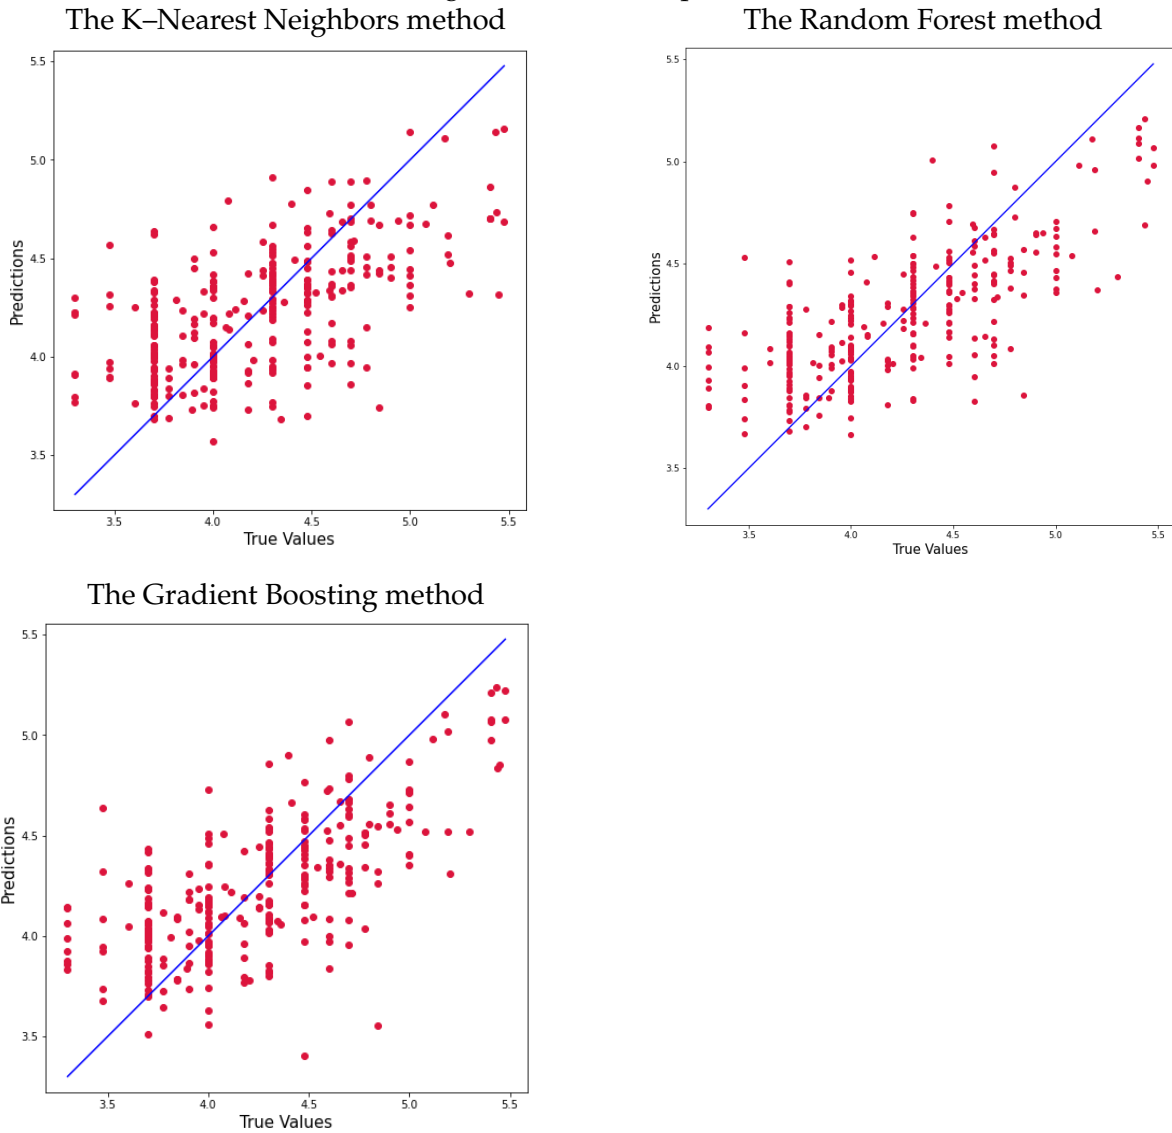 The K–Nearest Neighbors method
5.5
5.0
4.5
4.0
3.5
Predictions
3.5 4.0 4.5 5.0 5.5
True Values
The Random Forest method
5.5
5.0
4.5
4.0
3.5
Predictions
3.5 4.0 4.5 5.0 5.5
True Values
The Gradient Boosting method
5.5
5.0
4.5
4.0
3.5
Predictions
3.5 4.0 4.5 5.0 5.5
True Values